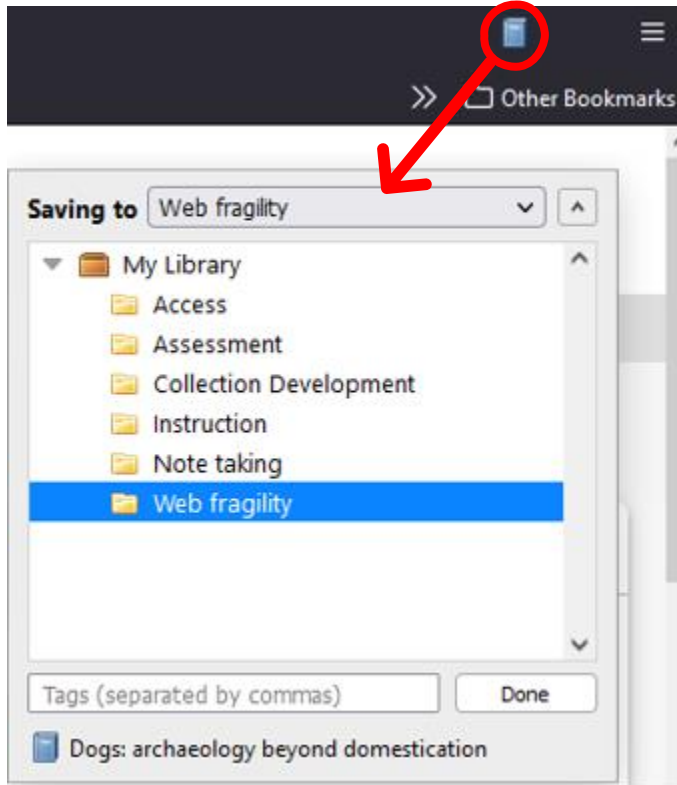 Other Bookmarks
Saving to Web fragility
My Library
Access
Assessment
Collection Development
Instruction
Note taking
Web fragility
Tags (separated by commas) Done
Dogs: archaeology beyond domestication